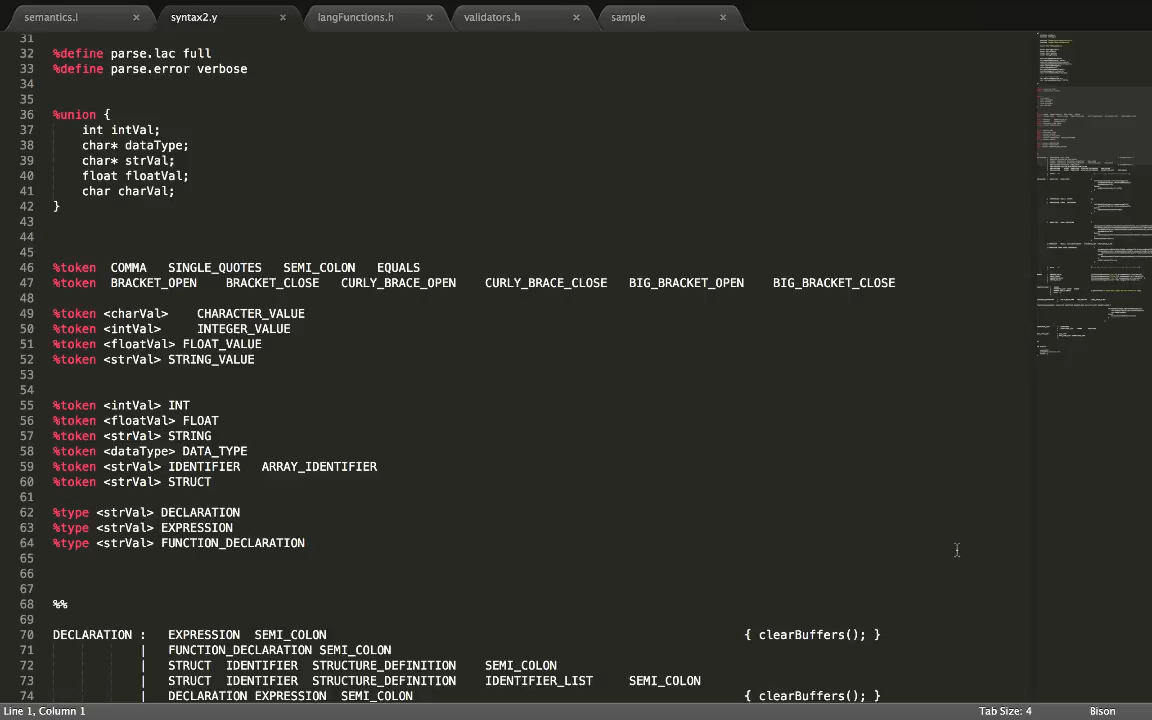 semantics.l × syntax2.y × langFunctions.h × validators.h × sample ×
31
32 %define parse.lac full
33 %define parse.error verbose
34
35
36 %union {
37 int intVal;
38 char* dataType;
39 char* strVal;
40 float floatVal;
41 char charVal;
42 }
43
44
45
46 %token COMMA SINGLE_QUOTES SEMI_COLON EQUALS
47 %token BRACKET_OPEN BRACKET_CLOSE CURLY_BRACE_OPEN CURLY_BRACE_CLOSE BIG_BRACKET_OPEN BIG_BRACKET_CLOSE
48
49 %token <charVal> CHARACTER_VALUE
50 %token <intVal> INTEGER_VALUE
51 %token <floatVal> FLOAT_VALUE
52 %token <strVal> STRING_VALUE
53
54
55 %token <intVal> INT
56 %token <floatVal> FLOAT
57 %token <strVal> STRING
58 %token <dataType> DATA_TYPE
59 %token <strVal> IDENTIFIER ARRAY_IDENTIFIER
60 %token <strVal> STRUCT
61
62 %type <strVal> DECLARATION
63 %type <strVal> EXPRESSION
64 %type <strVal> FUNCTION_DECLARATION
65
66
67
68 %%
69
70 DECLARATION : EXPRESSION SEMI_COLON { clearBuffers(); }
71 | FUNCTION_DECLARATION SEMI_COLON
72 | STRUCT IDENTIFIER STRUCTURE_DEFINITION SEMI_COLON
73 | STRUCT IDENTIFIER STRUCTURE_DEFINITION IDENTIFIER_LIST SEMI_COLON
74 | DECLARATION EXPRESSION SEMI_COLON { clearBuffers(); }
Line 1, Column 1 Tab Size: 4 Bison